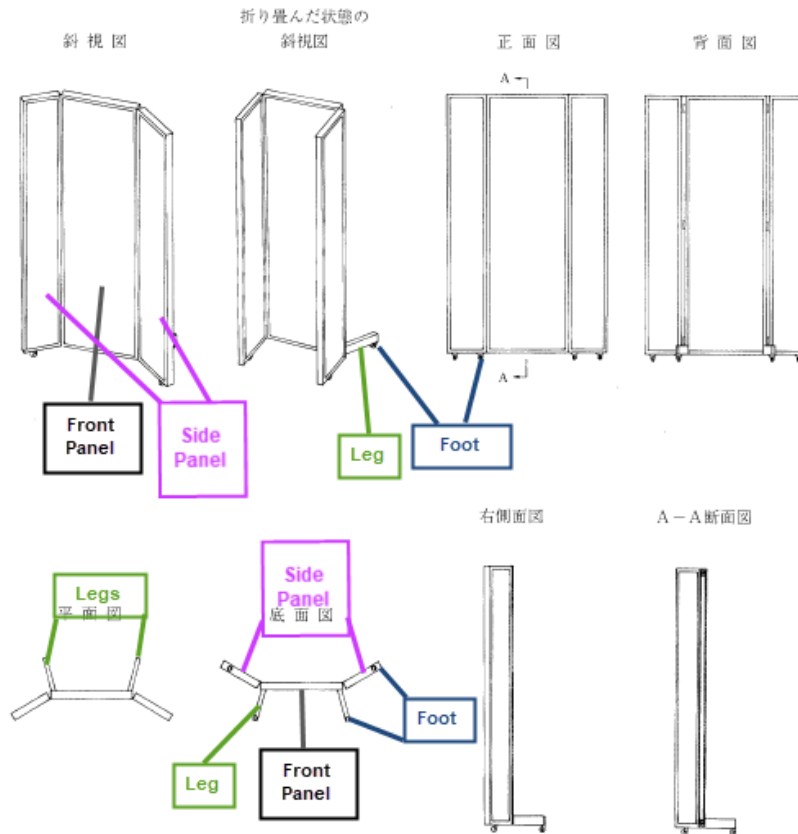 折り畳んだ状態の
斜 視 図
斜視図
正 面 図
背 面 図
A
A
Front
Panel
Side
Panel
Leg
Foot
右側面図
A－A断面図
Legs
平 面 図
Side
Panel
底 面 図
Foot
Leg
Front
Panel